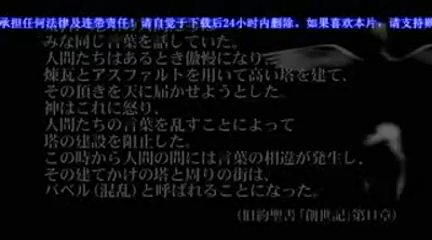 承担任何法律及连带责任！请自觉于下载后24小时内删除。如果喜欢本片，请支持
みな同じ言葉を話していた。
人間たちはあるとき傲慢になり
煉瓦とアスファルトを用いて高い塔を建て、
その頂きを天に届かせようとした。
神はこれに怒り、
人間たちの言葉を乱すことによって
塔の建設を阻止した。
この時から人間の間には言葉の相違が発生し、
その建てかけの塔と周りの街は、
バベル（混乱）と呼ばれることになった。
（旧約聖書「創世記」第11章）